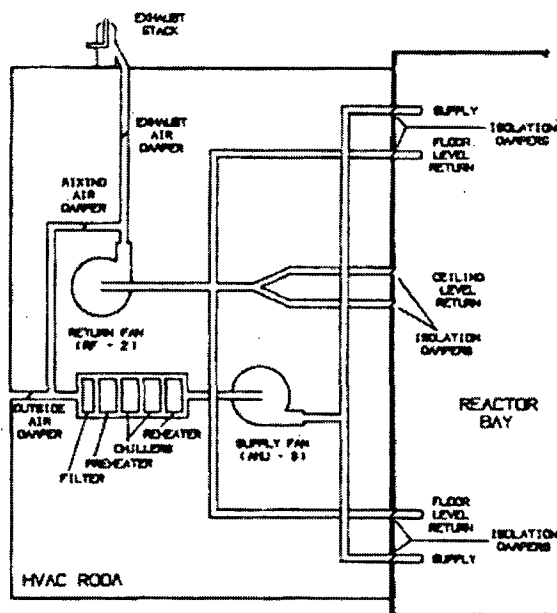 EXHAUST
STACK
EXHAUST
AIR
DAMPER
SUPPLY
ISOLATION
DAMPERS
FLOOR
LEVEL
RETURN
MIXING
AIR
DAMPER
CEILING
LEVEL
RETURN
ISOLATION
DAMPERS
RETURN FAN
(RF - 2)
OUTSIDE
AIR
DAMPER
REHEATER
CHILLERS
PREHEATER
FILTER
SUPPLY FAN
REACTOR
BAY
FLOOR
LEVEL
RETURN
ISOLATION
DAMPERS
SUPPLY
HVAC ROOM